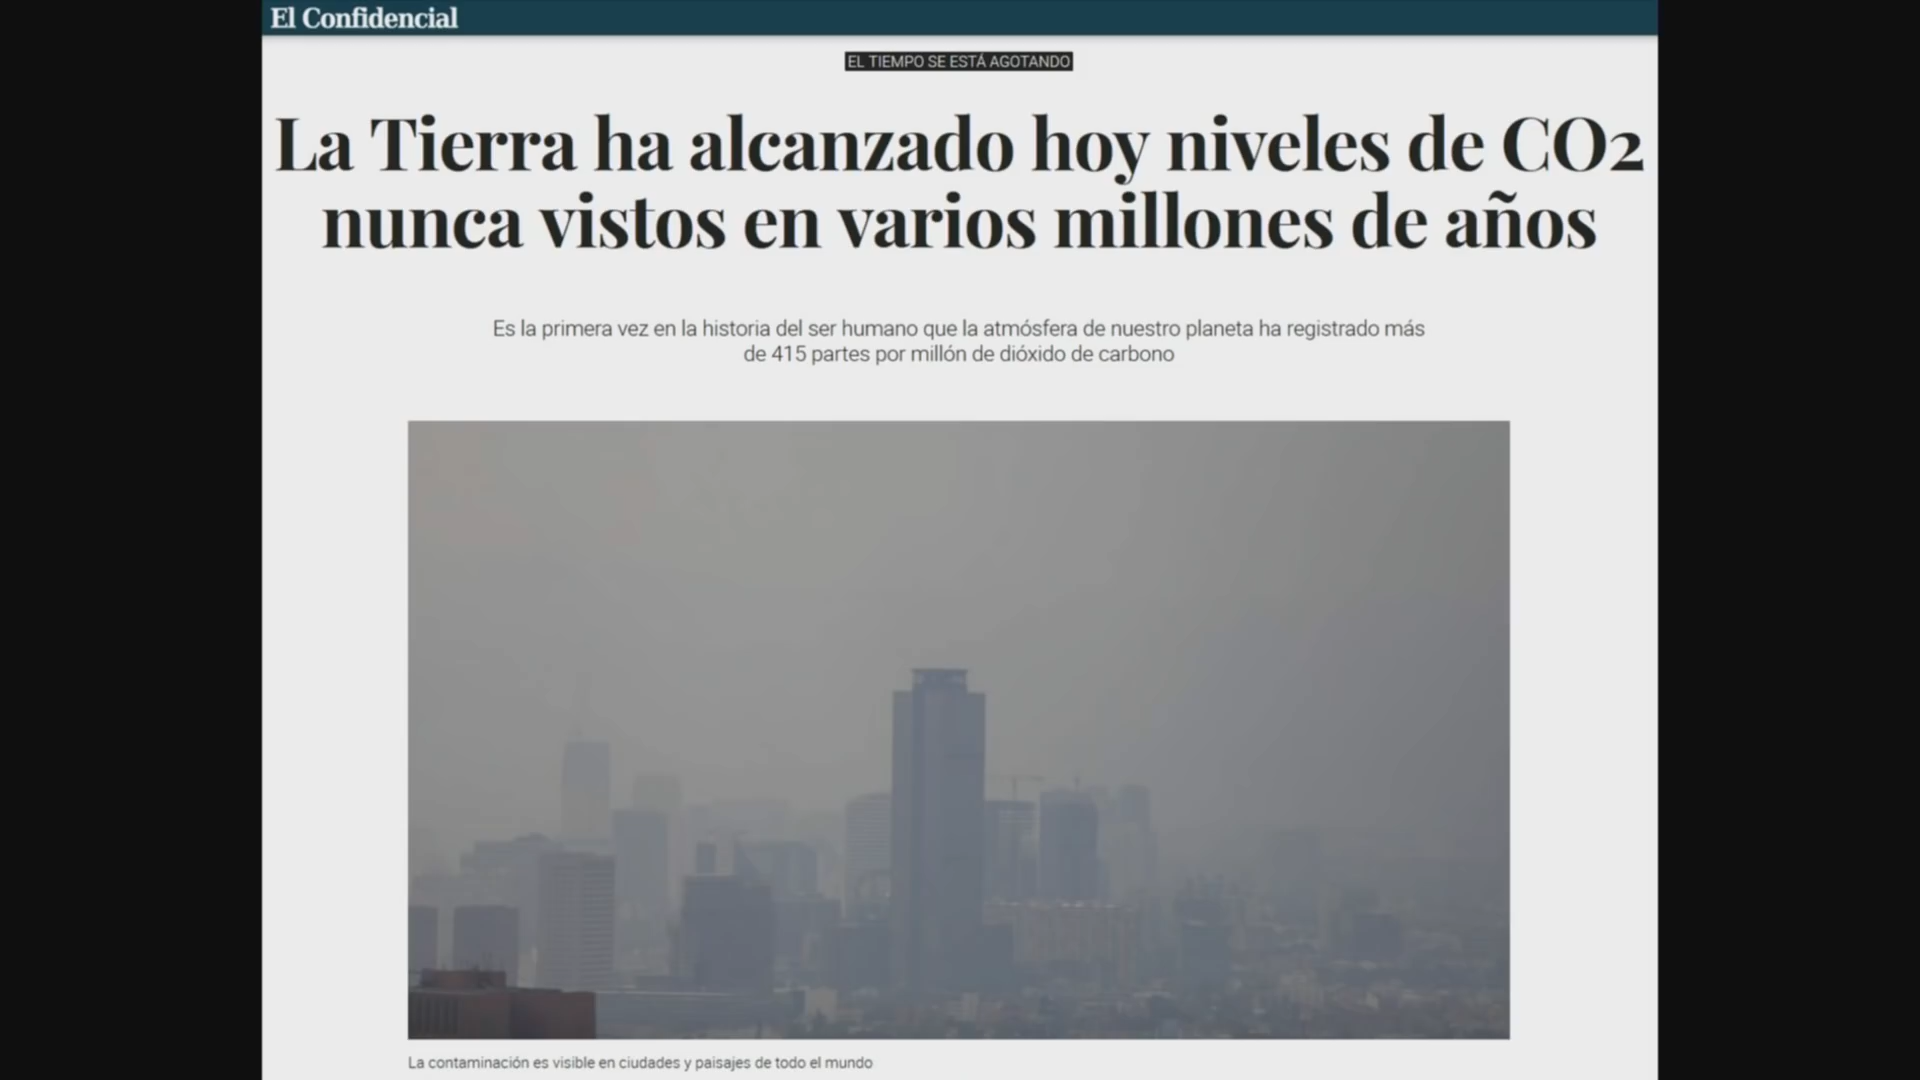 El Confidencial
EL TIEMPO SE ESTÁ AGOTANDO
La Tierra ha alcanzado hoy niveles de CO2
nunca vistos en varios millones de años
Es la primera vez en la historia del ser humano que la atmósfera de nuestro planeta ha registrado más
de 415 partes por millón de dióxido de carbono
La contaminación es visible en ciudades y paisajes de todo el mundo